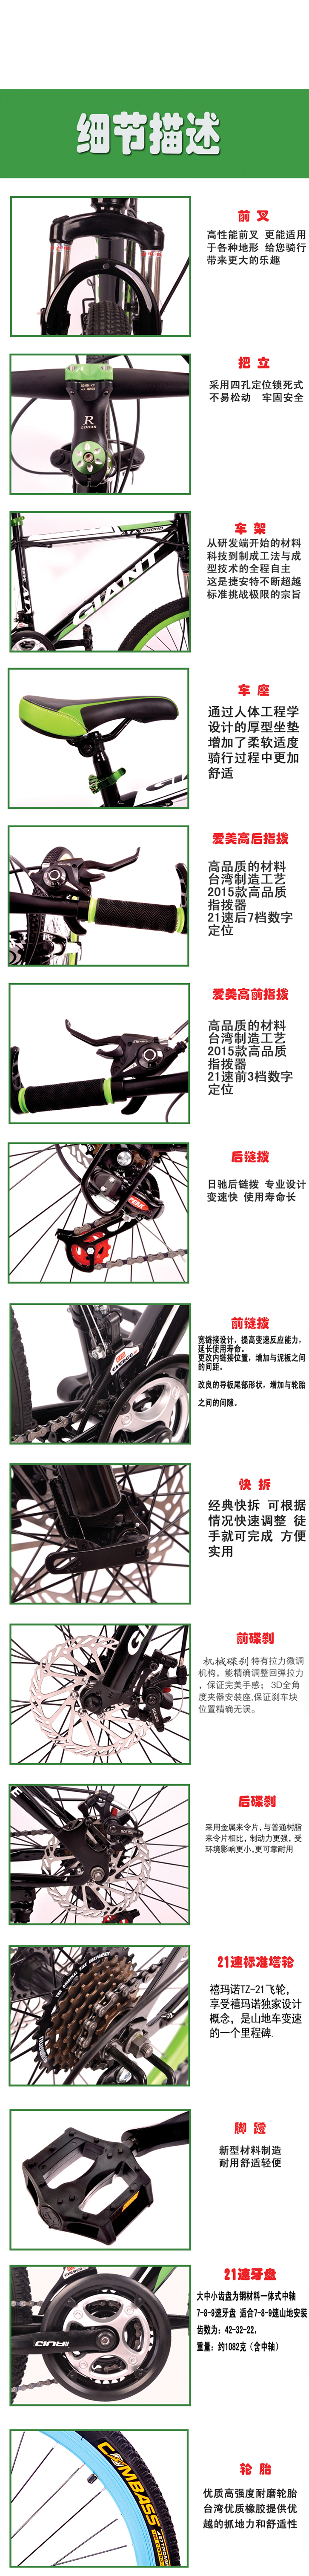 细节描述
前 叉
高性能前叉 更能适用
于各种地形 给您骑行
带来更大的乐趣
把 立
采用四孔定位锁死式
不易松动 牢固安全
R
车 架
从研发端开始的材料
科技到制成工法与成
型技术的全程自主
这是捷安特不断超越
标准挑战极限的宗旨
GIANT
车 座
通过人体工程学
设计的厚型坐垫
增加了柔软适度
骑行过程中更加
舒适
爱美高后指拨
高品质的材料
台湾制造工艺
2015款高品质
指拨器
21速后7档数字
定位
爱美高前指拨
高品质的材料
台湾制造工艺
2015款高品质
指拨器
21速前3档数字
定位
后链拨
日驰后链拨 专业设计
变速快 使用寿命长
前链拨
宽链接设计，提高变速反应能力，
延长使用寿命。
更改内链接位置，增加与泥板之间
的间距。
改良的导板尾部形状，增加与轮胎
之间的间隙。
快 拆
经典快拆 可根据
情况快速调整 徒
手就可完成 方便
实用
前碟刹
机械碟刹 特有拉力微调
机构，能精确调整回弹拉力
，保证完美手感； 3D全角
度夹器安装座,保证刹车块
位置精确无误。
G
后碟刹
采用金属来令片，与普通树脂
来令片相比，制动力更强，受
环境影响更小,更可靠耐用
21速标准塔轮
禧玛诺TZ-21飞轮，
享受禧玛诺独家设计
概念，是山地车变速
的一个里程碑.
脚 蹬
新型材料制造
耐用舒适轻便
21速牙盘
大中小齿盘为钢材料一体式中轴
7-8-9速牙盘 适合7-8-9速山地安装
齿数为：42-32-22，
重量：约1082克（含中轴）
轮 胎
优质高强度耐磨轮胎
台湾优质橡胶提供优
越的抓地力和舒适性
COMBASS